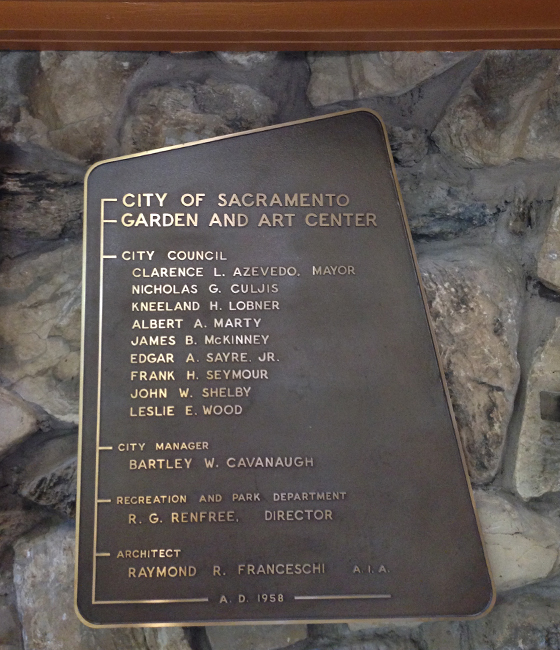 CITY OF SACRAMENTO
GARDEN AND ART CENTER
CITY COUNCIL
CLARENCE L. AZEVEDO, MAYOR
NICHOLAS G. CULJIS
KNEELAND H. LOBNER
ALBERT A. MARTY
JAMES B. McKINNEY
EDGAR A. SAYRE, JR.
FRANK H. SEYMOUR
JOHN W. SHELBY
LESLIE E. WOOD
CITY MANAGER
BARTLEY W. CAVANAUGH
RECREATION AND PARK DEPARTMENT
R. G. RENFREE, DIRECTOR
ARCHITECT
RAYMOND R. FRANCESCHI A. I. A.
A. D. 1958